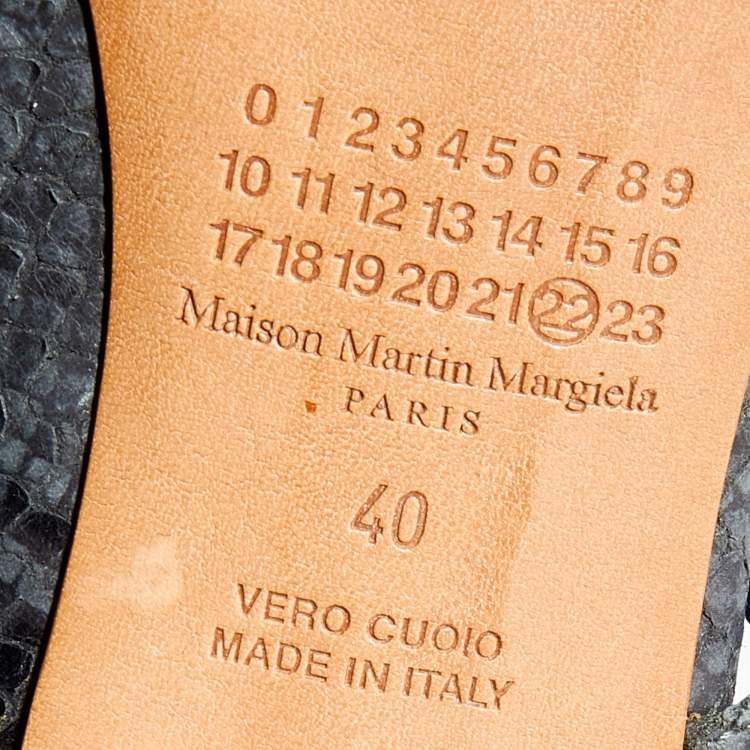 0 1 2 3 4 5 6 7 8 9
10 11 12 13 14 15 16
17 18 19 20 21 22 23
Maison Martin Margiela
PARIS
40
VERO CUOIO
MADE IN ITALY